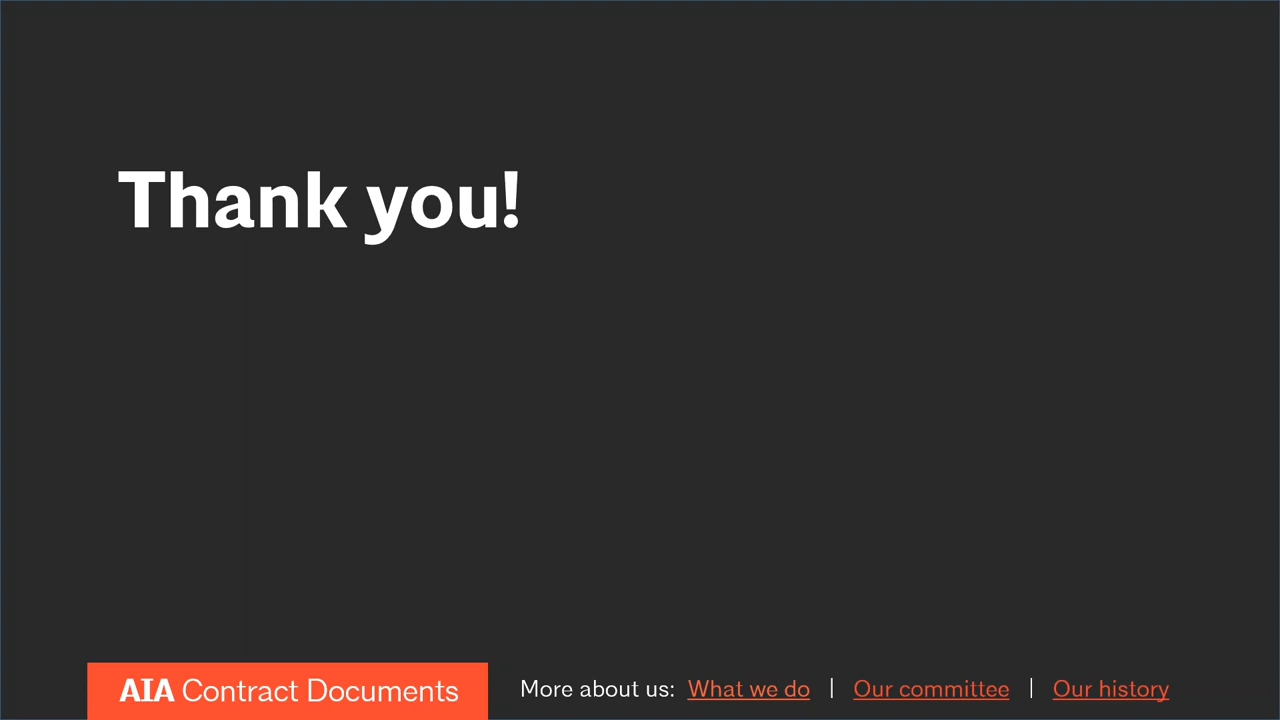 Thank you!
AIA Contract Documents
More about us: What we do | Our committee | Our history